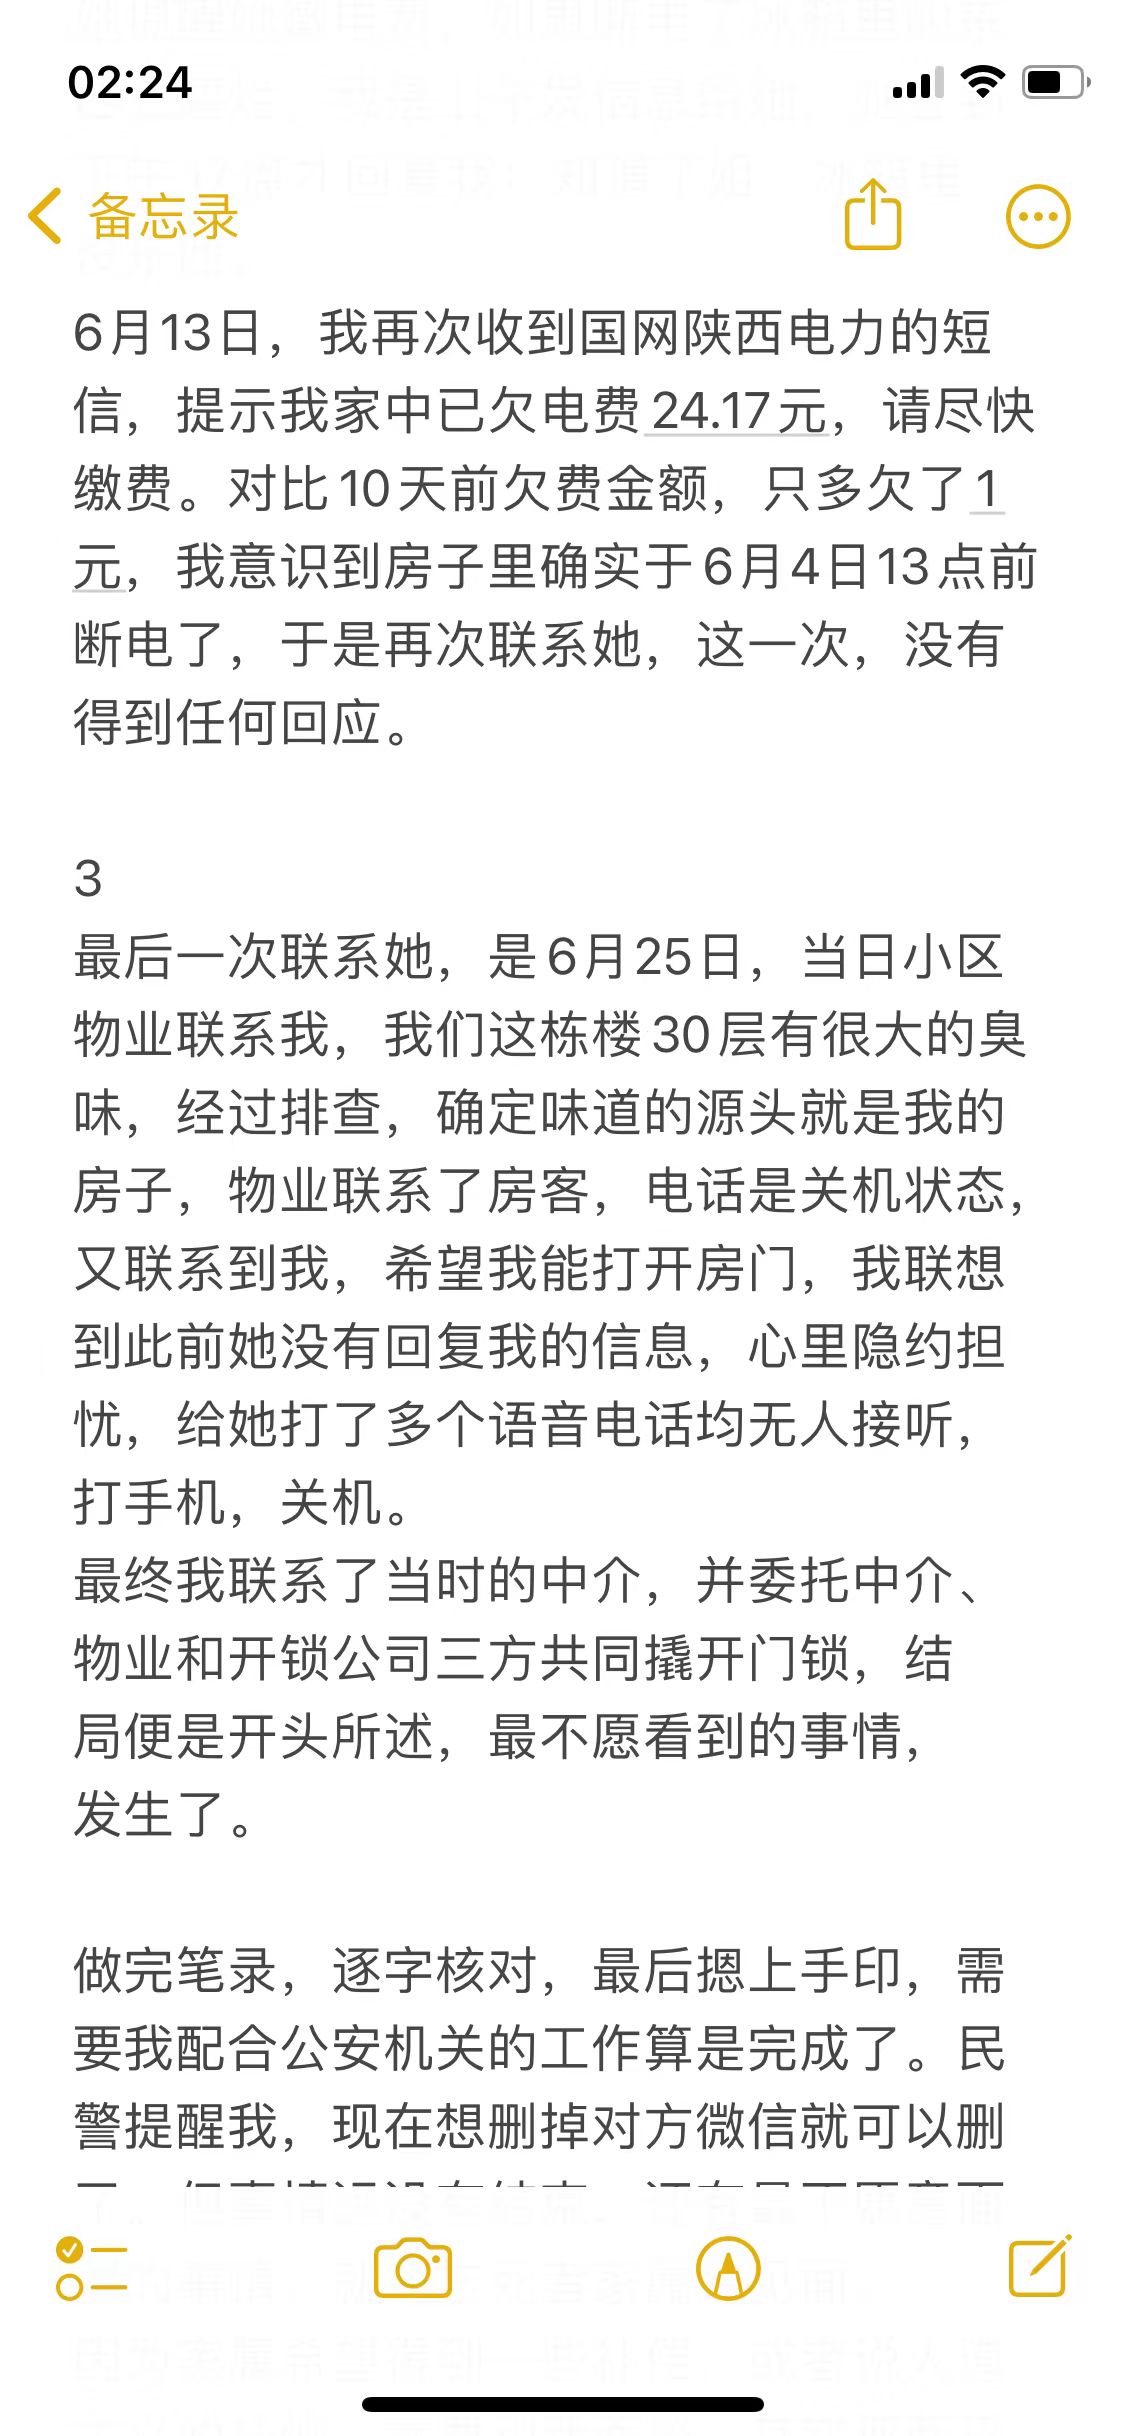 02:24
备忘录
6月13日，我再次收到国网陕西电力的短
信，提示我家中已欠电费24.17元，请尽快
缴费。对比10天前欠费金额，只多欠了1
元，我意识到房子里确实于6月4日13点前
断电了，于是再次联系她，这一次，没有
得到任何回应。
3
最后一次联系她，是6月25日，当日小区
物业联系我，我们这栋楼30层有很大的臭
味，经过排查，确定味道的源头就是我的
房子，物业联系了房客，电话是关机状态，
又联系到我，希望我能打开房门，我联想
到此前她没有回复我的信息，心里隐约担
忧，给她打了多个语音电话均无人接听，
打手机，关机。
最终我联系了当时的中介，并委托中介、
物业和开锁公司三方共同撬开门锁，结
局便是开头所述，最不愿看到的事情，
发生了。
做完笔录，逐字核对，最后摁上手印，需
要我配合公安机关的工作算是完成了。民
警提醒我，现在想删掉对方微信就可以删